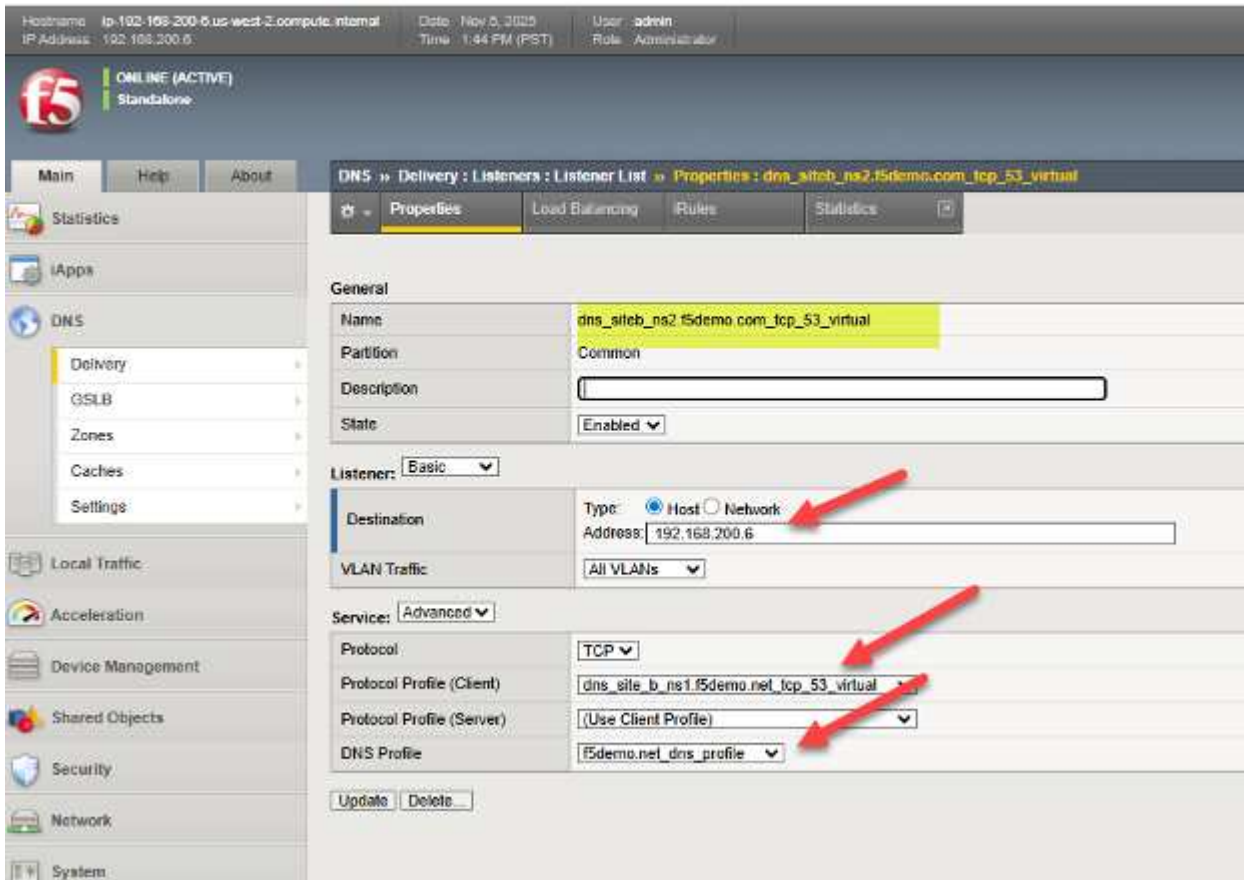 Hostname ip-192-168-200-6.us-west-2.compute.internal Date Nov 5, 2025 User admin
IP Address 192.168.200.6 Time 1:44 PM (PST) Role Administrator
f5
ONLINE (ACTIVE)
Standalone
Main Help About
DNS » Delivery : Listeners : Listener List » Properties : dns_siteb_ns2.f5demo.com_tcp_53_virtual
Properties Load Balancing iRules Statistics
Statistics
iApps
DNS
Delivery
GSLB
Zones
Caches
Settings
Local Traffic
Acceleration
Device Management
Shared Objects
Security
Network
System
General
Name dns_siteb_ns2.f5demo.com_tcp_53_virtual
Partition Common
Description
State Enabled
Listener: Basic
Destination Type: Host Network
Address: 192.168.200.6
VLAN Traffic All VLANs
Service: Advanced
Protocol TCP
Protocol Profile (Client) dns_site_b_ns1.f5demo.net_tcp_53_virtual
Protocol Profile (Server) (Use Client Profile)
DNS Profile f5demo.net_dns_profile
Update Delete...